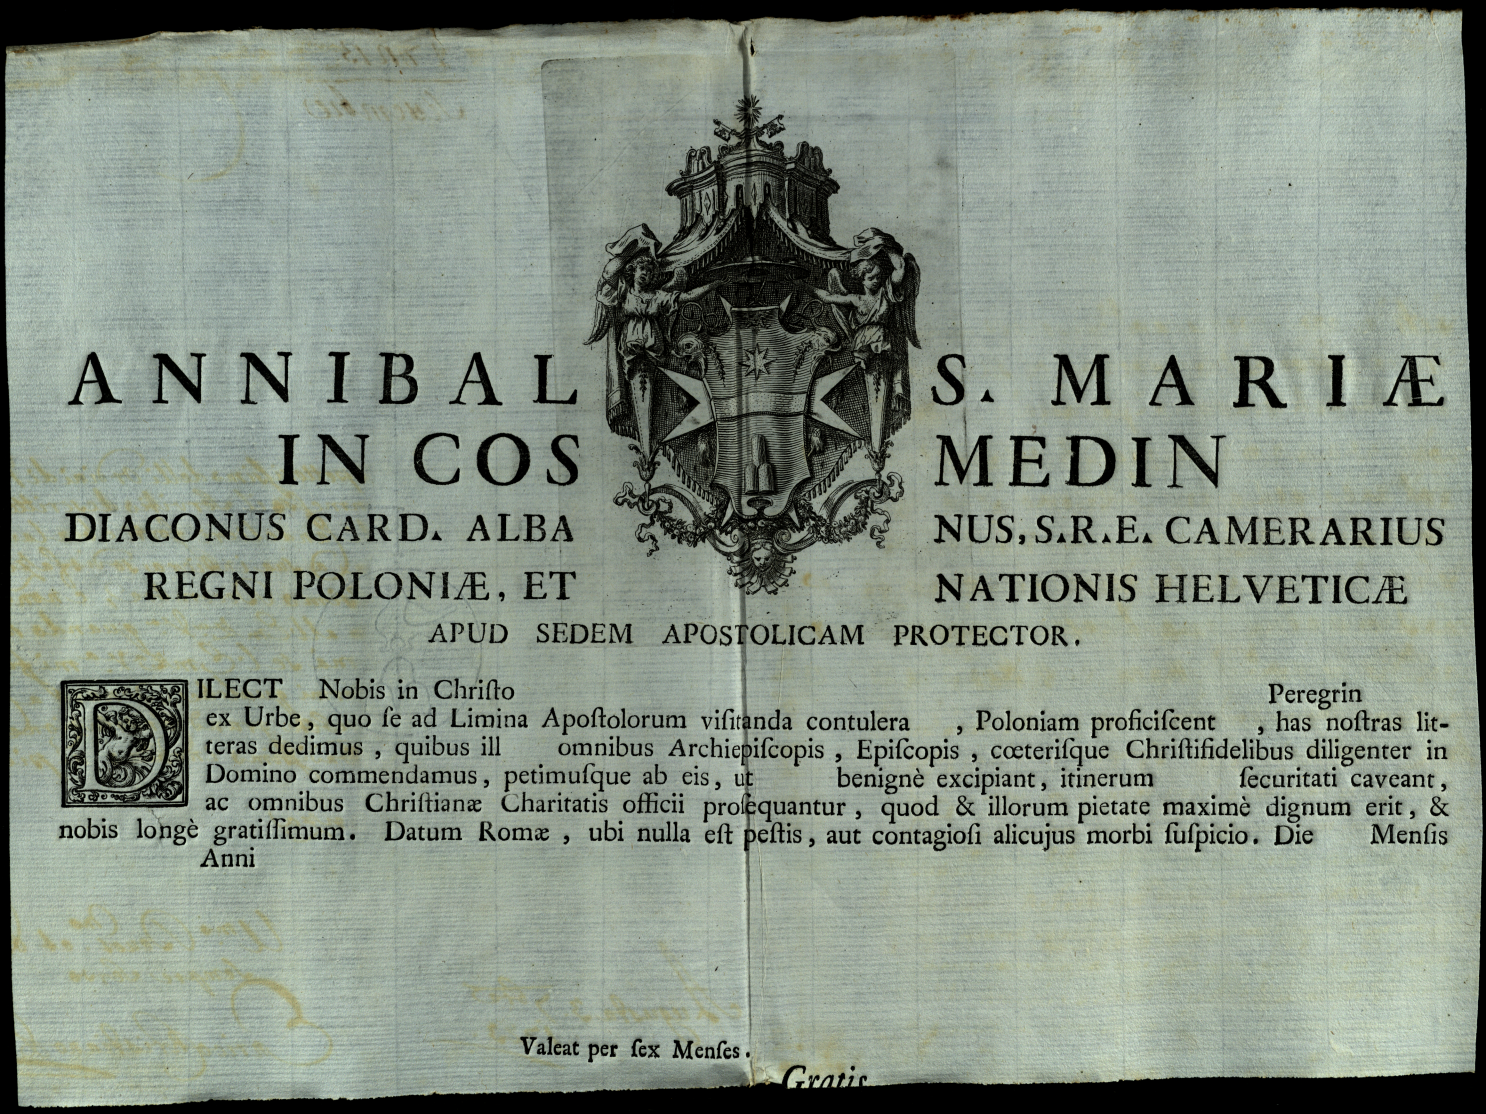 ANNIBAL S. MARIÆ
IN COSMEDIN
DIACONUS CARD. ALBANUS, S.R.E. CAMERARIUS
REGNI POLONIÆ, ET NATIONIS HELVETICÆ
APUD SEDEM APOSTOLICAM PROTECTOR.
DILECT Nobis in Chriſto Peregrin
ex Urbe, quo ſe ad Limina Apoſtolorum viſitanda contulera , Poloniam proficiſcent , has noſtras lit-
teras dedimus, quibus ill omnibus Archiepiſcopis, Epiſcopis, cœteriſque Chriſtifidelibus diligenter in
Domino commendamus, petimuſque ab eis, ut benignè excipiant, itinerum ſecuritati caveant,
ac omnibus Chriſtianæ Charitatis officii proſequantur, quod & illorum pietate maximè dignum erit, &
nobis longè gratiſſimum. Datum Romæ, ubi nulla eſt peſtis, aut contagioſi alicujus morbi ſuſpicio. Die Menſis
Anni
Valeat per ſex Menſes.
Gratis